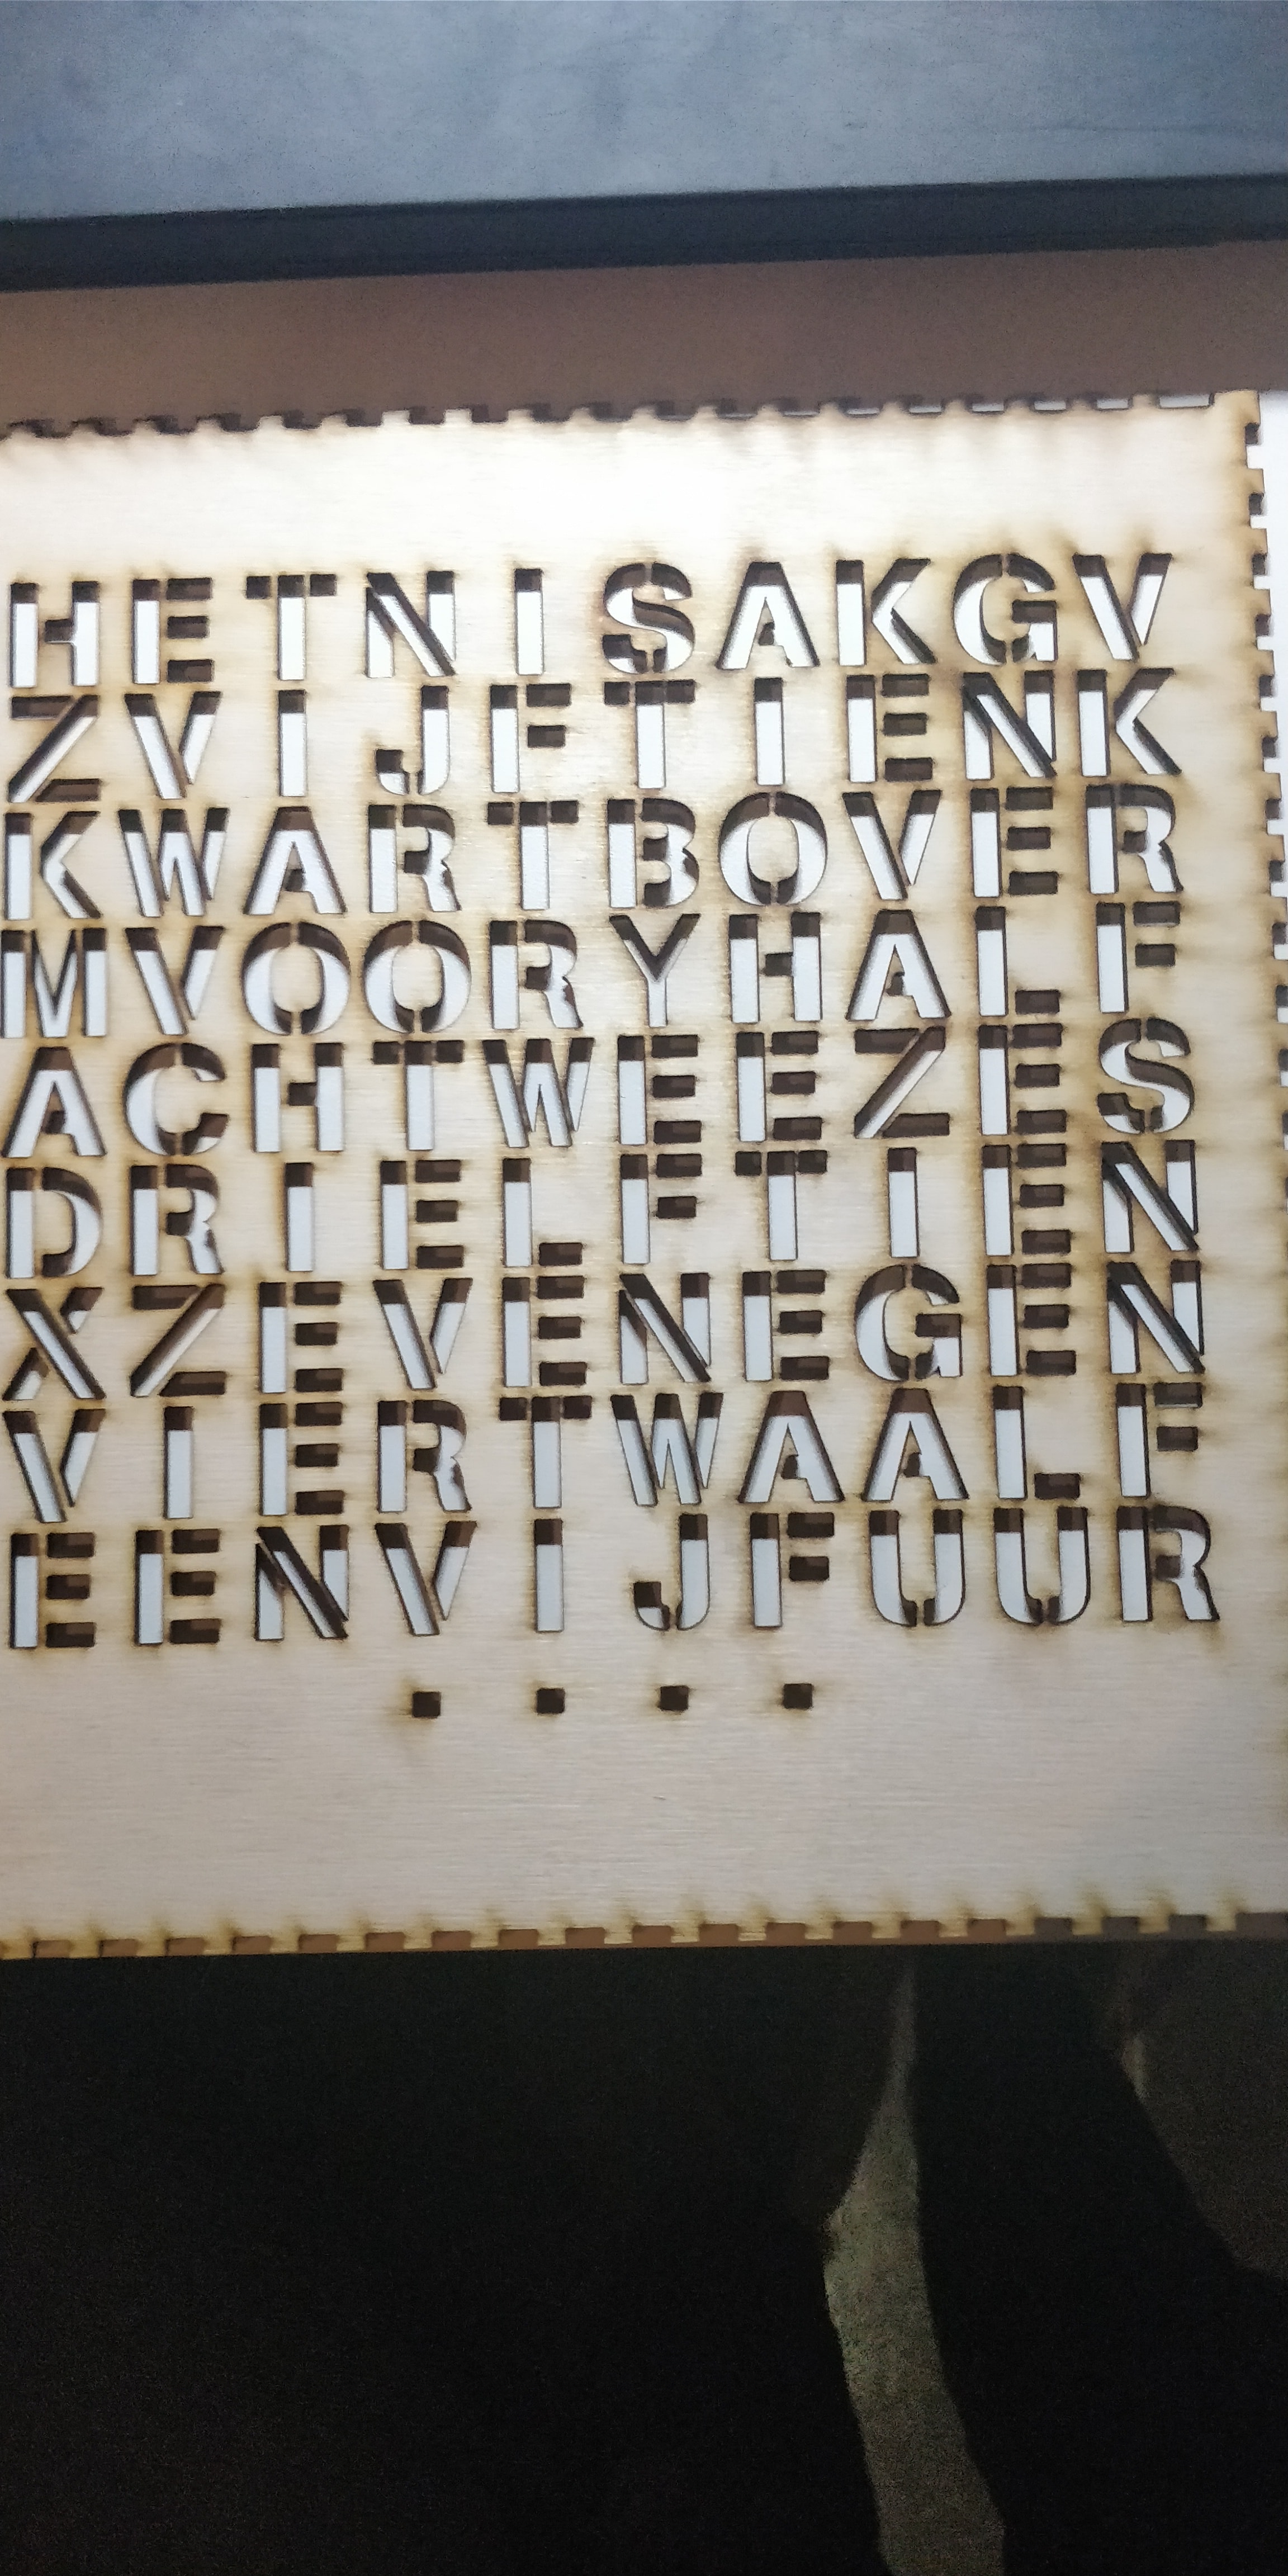 HETNISAKGV
ZVIJFTIENK
KWARTBOVER
MVOORYHALF
ACHTWEEZES
DRIELFTIEN
XZEVENEGEN
VIERTWAALF
EENVIJFUUR